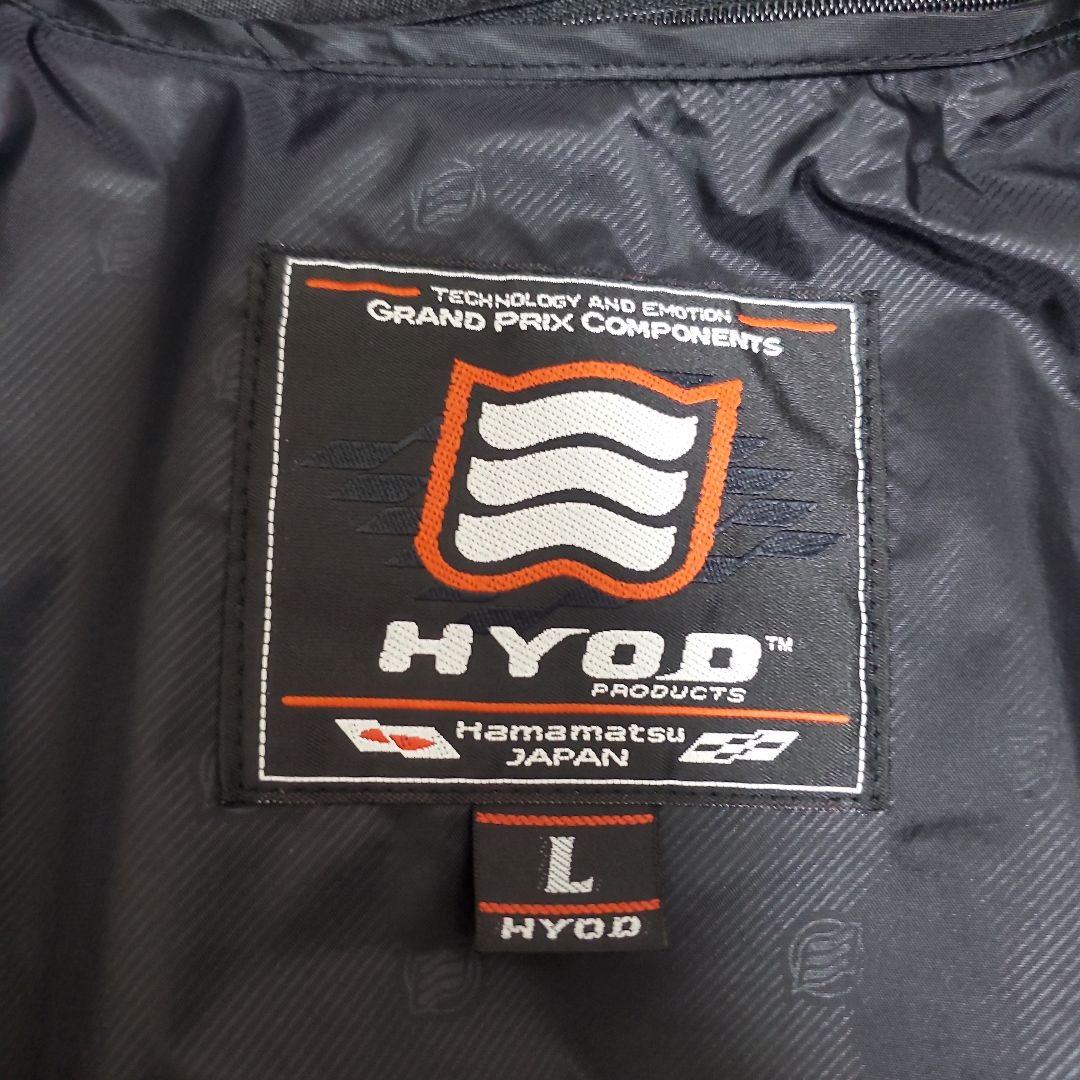 TECHNOLOGY AND EMOTION
GRAND PRIX COMPONENTS
HYOD™
PRODUCTS
Hamamatsu
JAPAN
L
HYOD